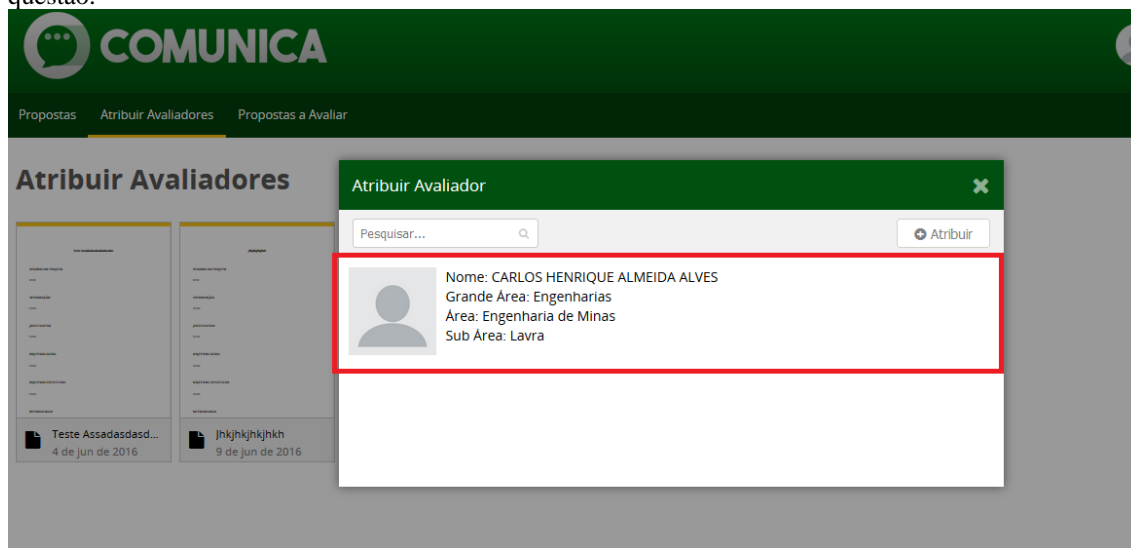 questão.
COMUNICA
Propostas Atribuir Avaliadores Propostas a Avaliar
Atribuir Avaliadores
Atribuir Avaliador
Pesquisar...
Atribuir
Nome: CARLOS HENRIQUE ALMEIDA ALVES
Grande Área: Engenharias
Área: Engenharia de Minas
Sub Área: Lavra
Teste Assadasdasd...
4 de jun de 2016
Jhkjhkjhkjhkh
9 de jun de 2016